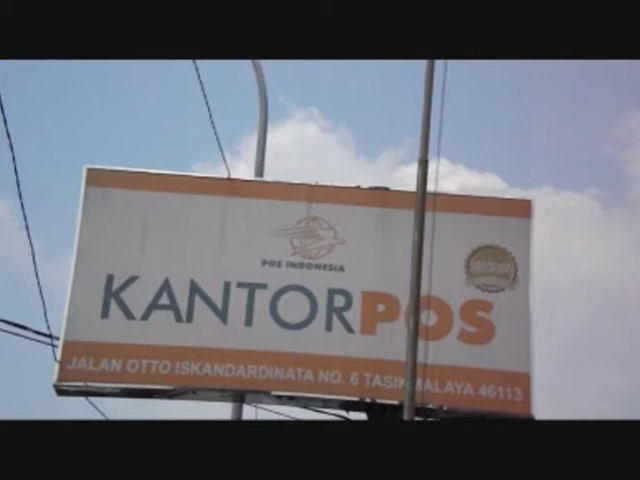 POS INDONESIA
KANTORPOS
JALAN OTTO ISKANDARDINATA NO. 6 TASIKMALAYA 46113